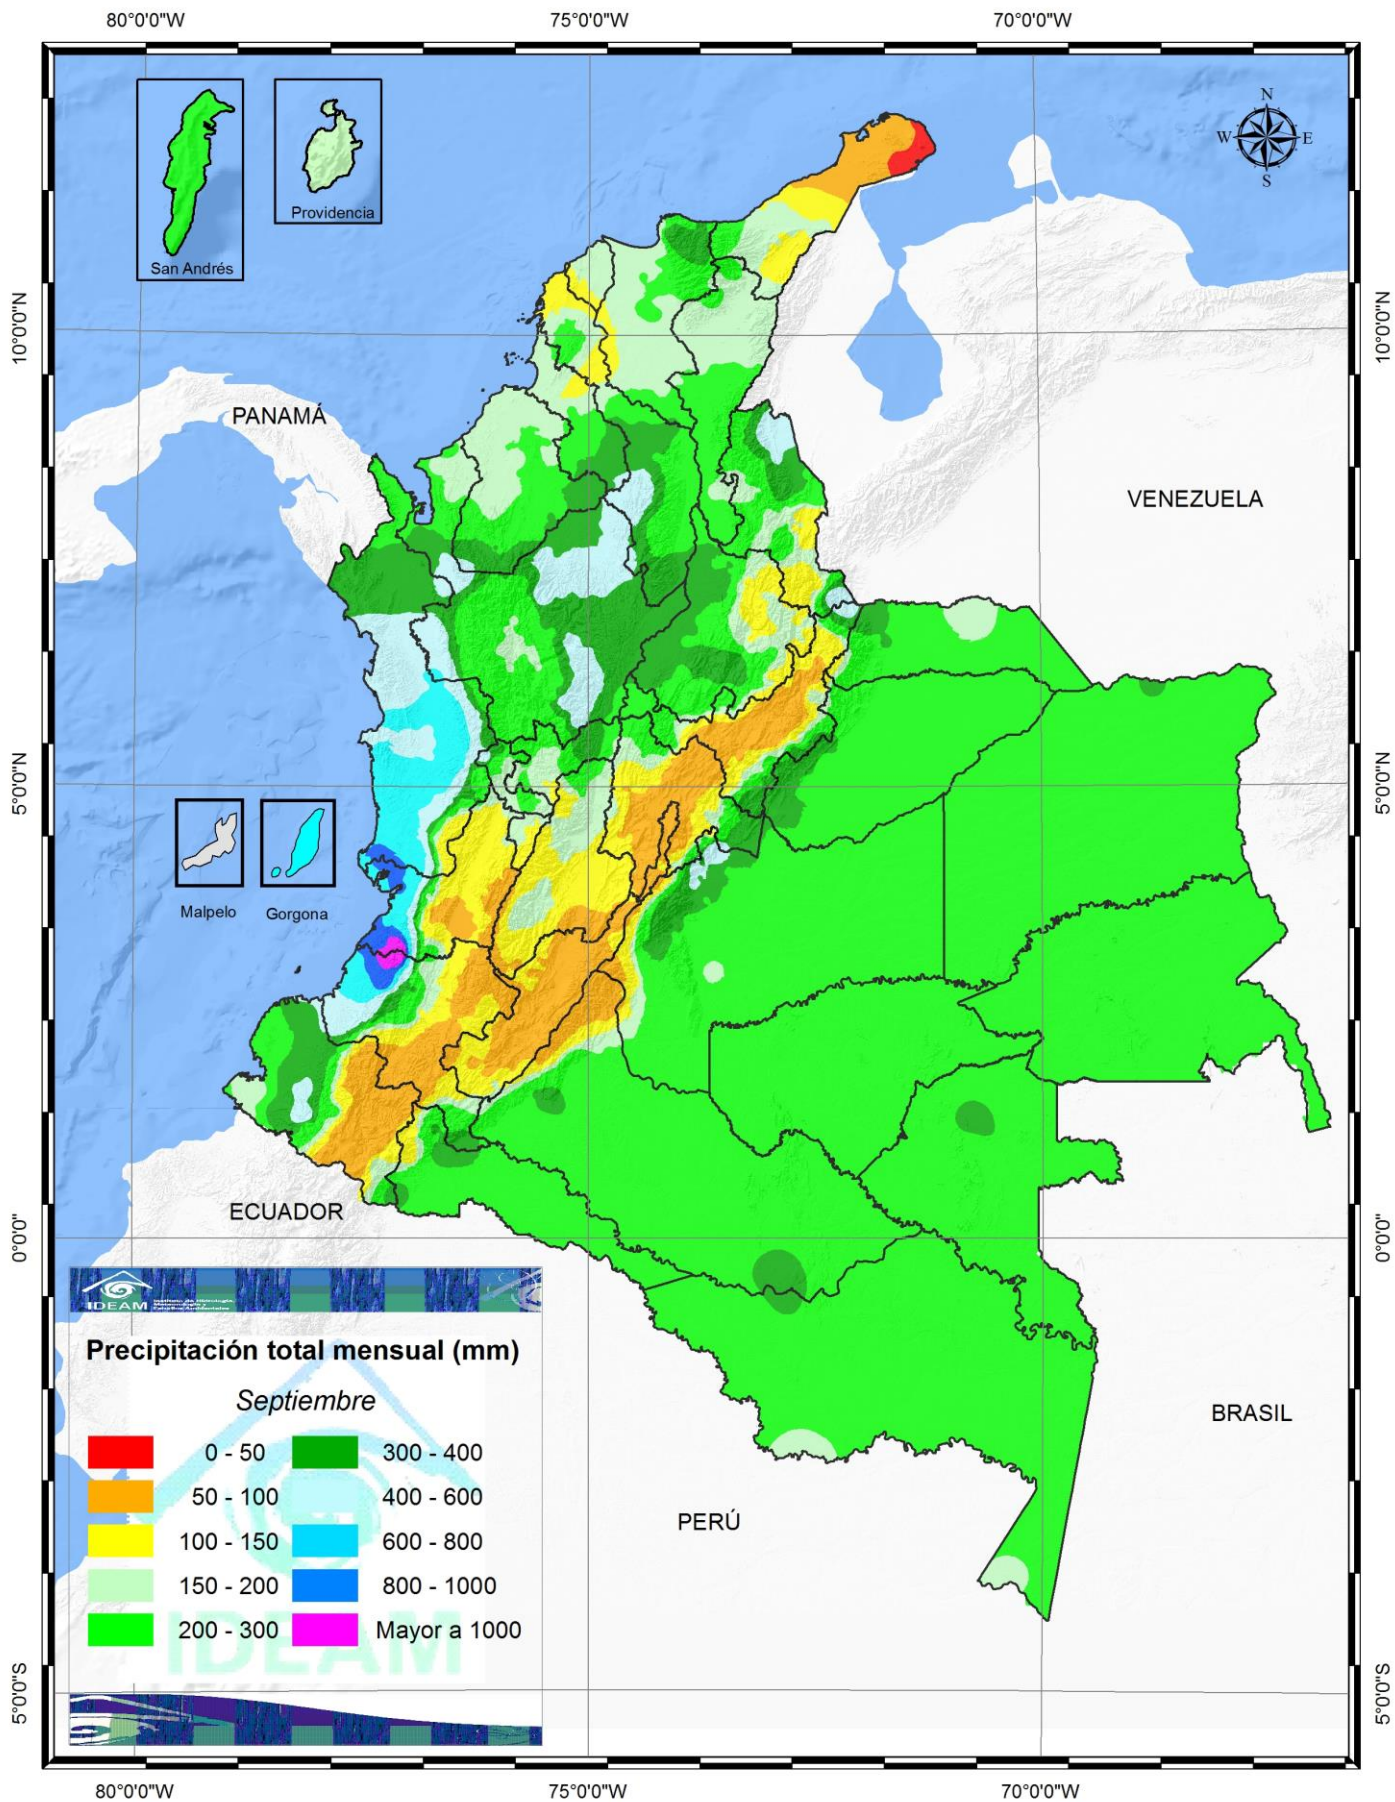 80°0'0"W 75°0'0"W 70°0'0"W
N
W E
S
San Andrés
Providencia
10°0'0"N 10°0'0"N
PANAMÁ
VENEZUELA
5°0'0"N 5°0'0"N
Malpelo Gorgona
ECUADOR
0°0'0" 0°0'0"
IDEAM
Precipitación total mensual (mm)
Septiembre
0 - 50 300 - 400
50 - 100 400 - 600
100 - 150 600 - 800
150 - 200 800 - 1000
200 - 300 Mayor a 1000
IDEAM
BRASIL
PERÚ
5°0'0"S 5°0'0"S
80°0'0"W 75°0'0"W 70°0'0"W